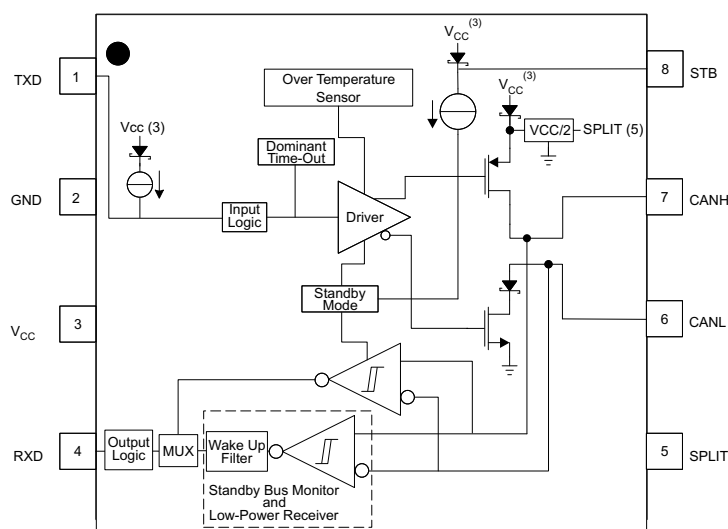 V_CC (3)
TXD
1
8
STB
Over Temperature
Sensor
V_CC (3)
Vcc (3)
VCC/2
SPLIT (5)
Dominant
Time-Out
GND
2
Input
Logic
Driver
7
CANH
Standby
Mode
V_CC
3
6
CANL
RXD
4
Output
Logic
MUX
Wake Up
Filter
5
SPLIT
Standby Bus Monitor
and
Low-Power Receiver